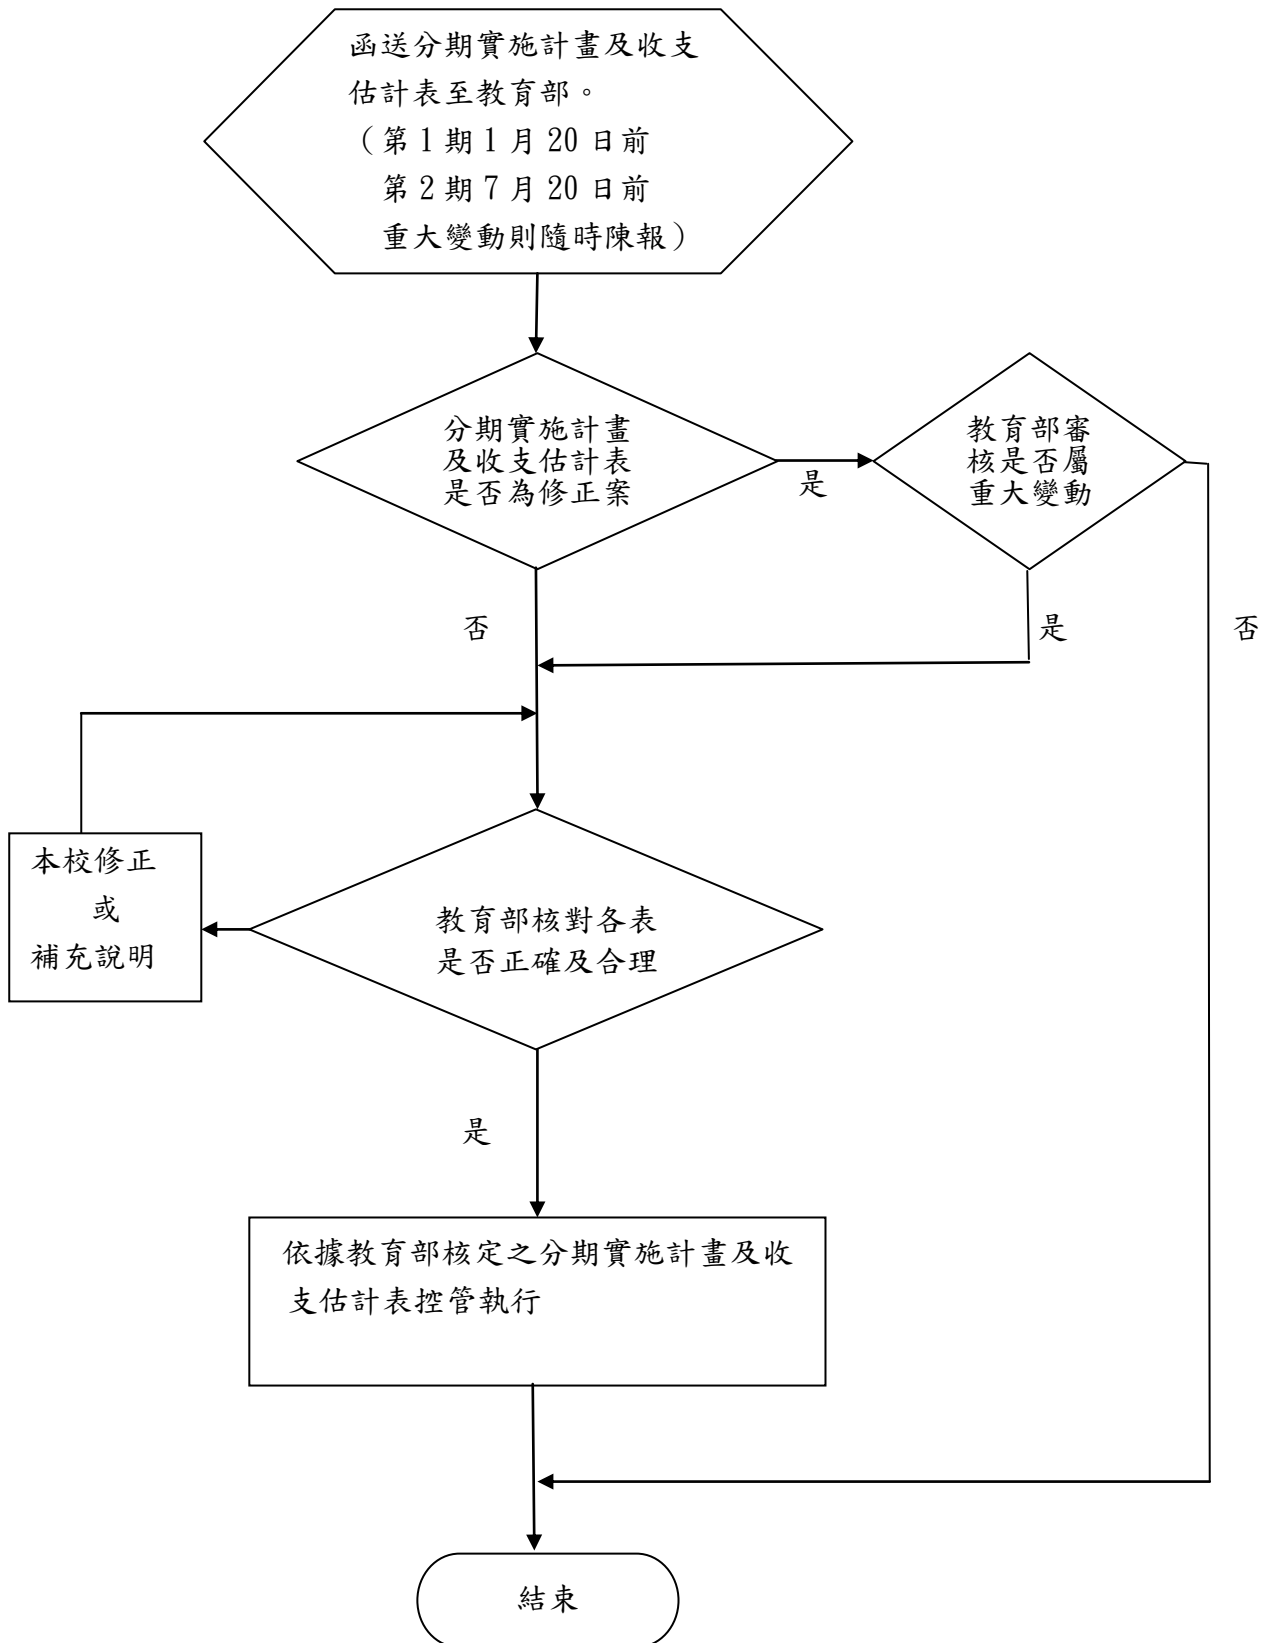 函送分期實施計畫及收支
估計表至教育部。
（第1期1月20日前
第2期7月20日前
重大變動則隨時陳報）
分期實施計畫
及收支估計表
是否為修正案
是
教育部審
核是否屬
重大變動
否
是
否
本校修正
或
補充說明
教育部核對各表
是否正確及合理
是
依據教育部核定之分期實施計畫及收
支估計表控管執行
結束